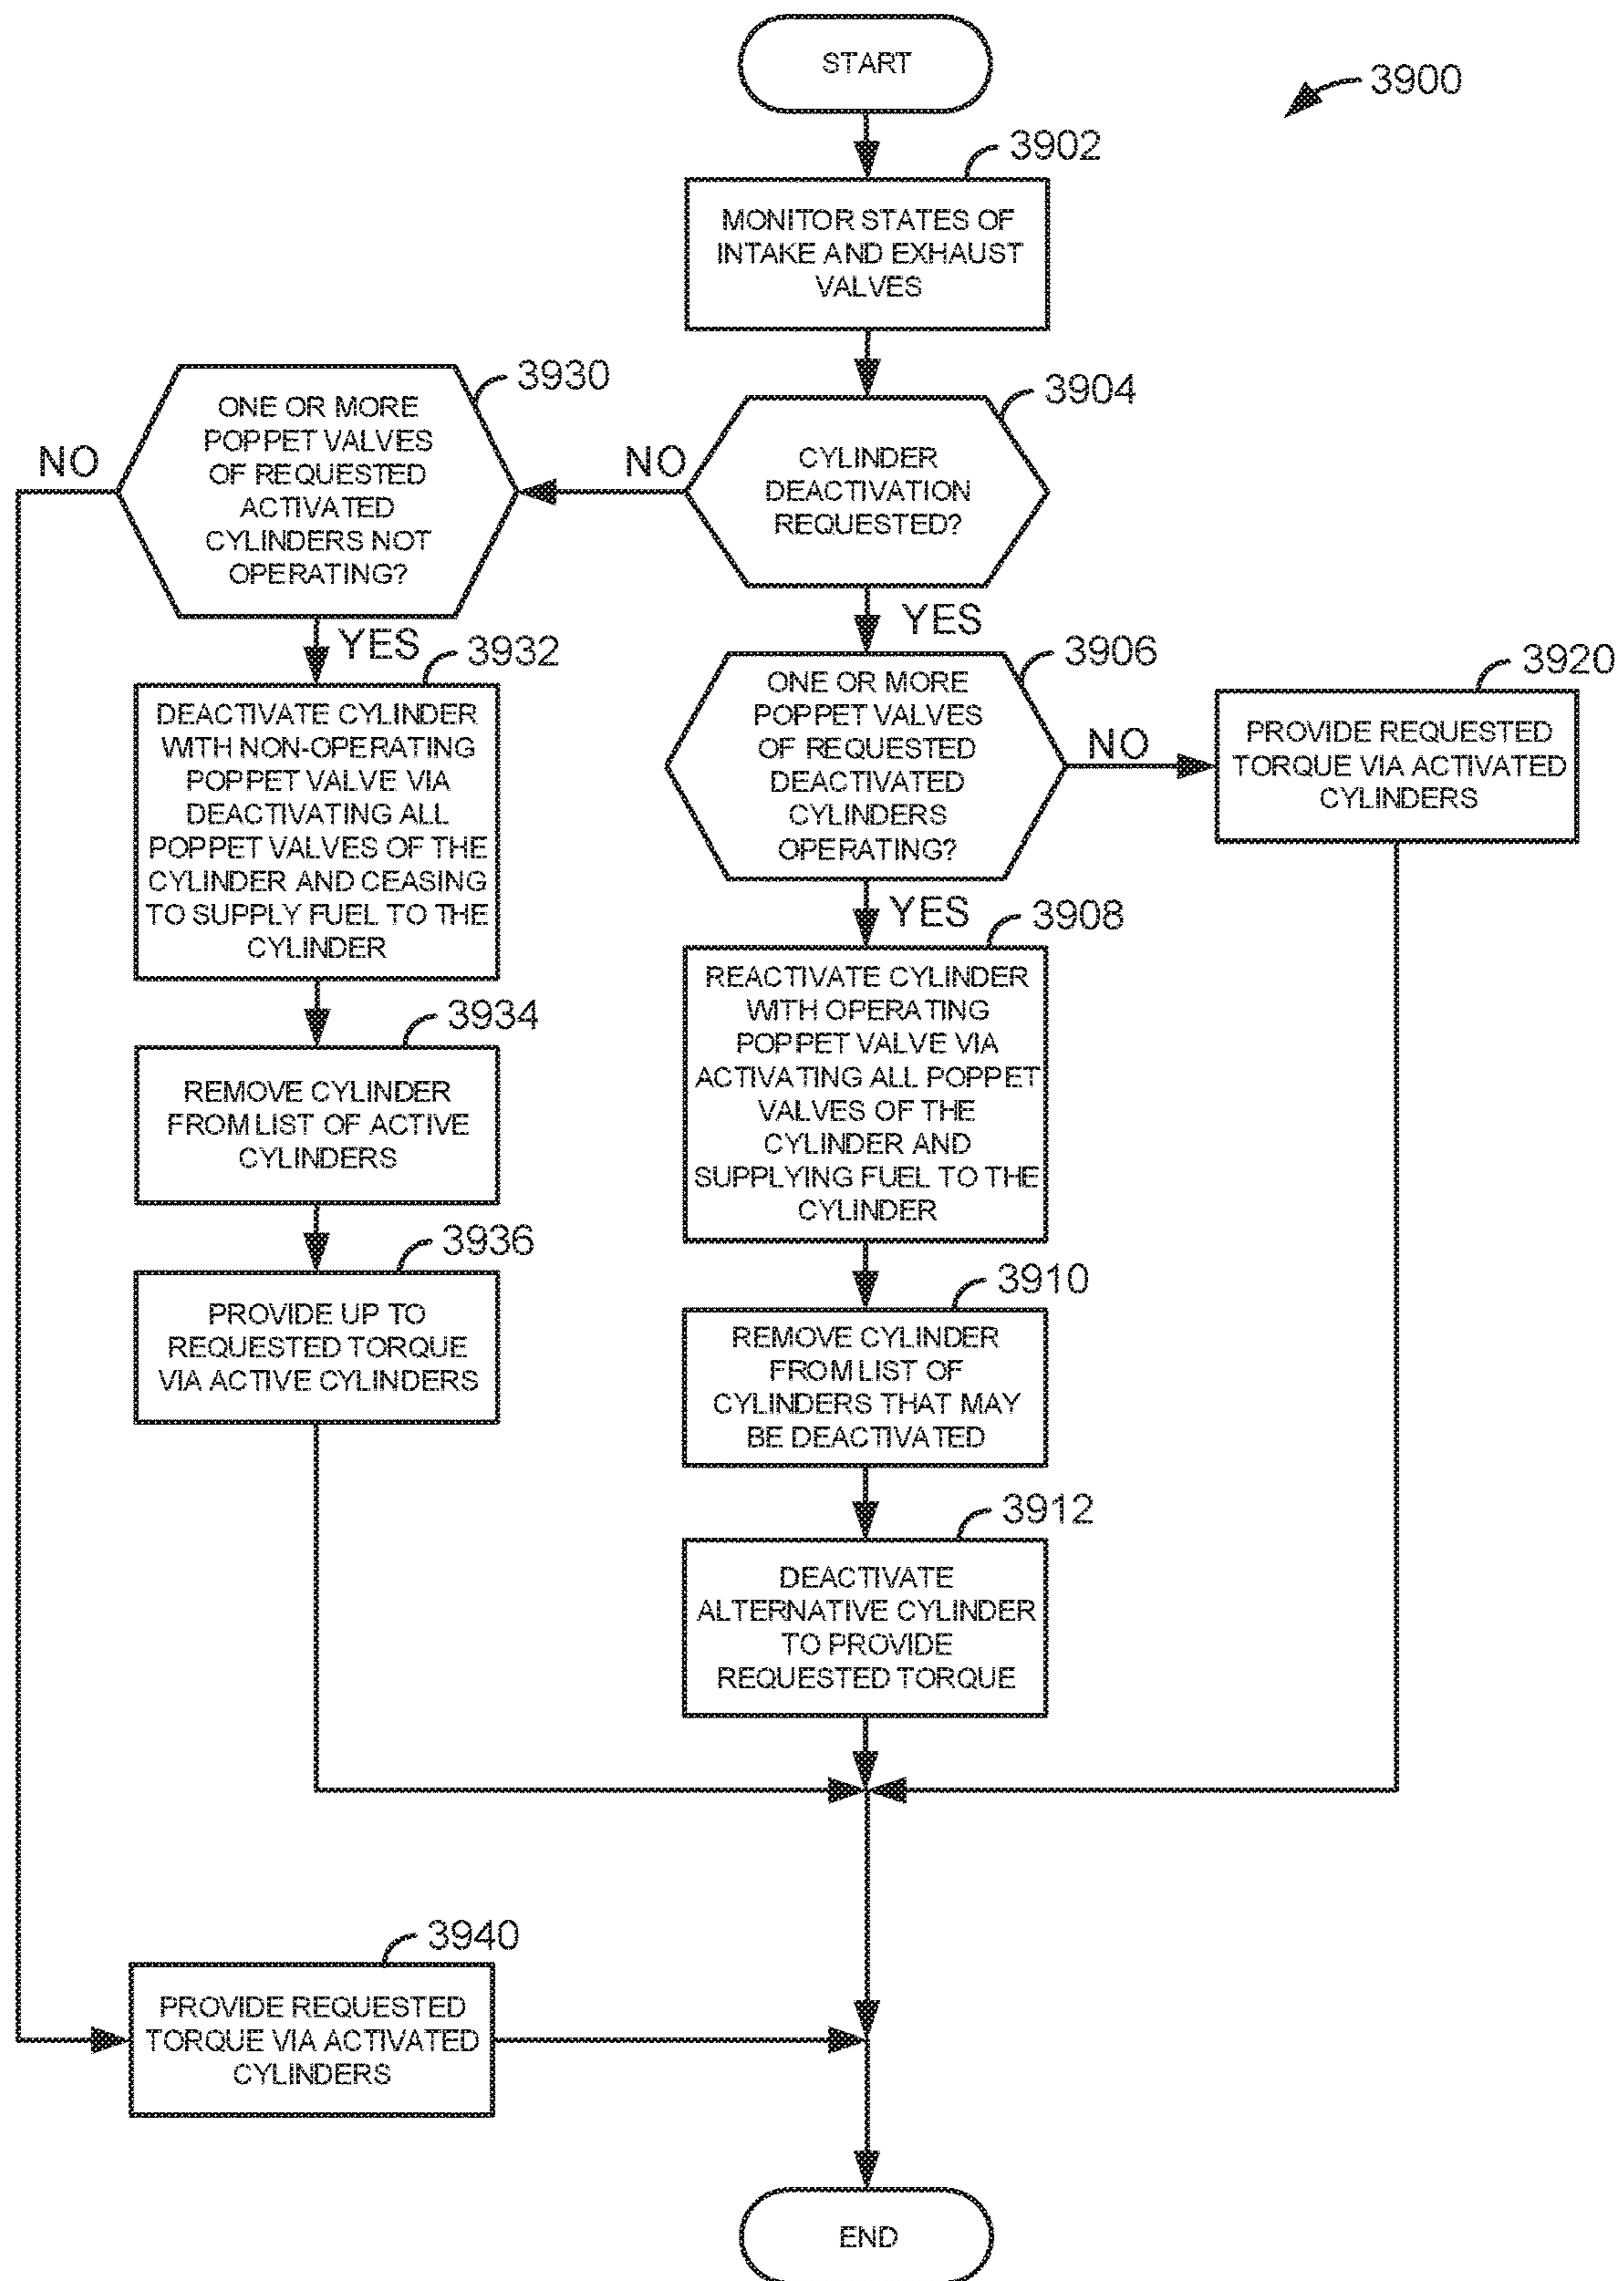 START
3900
3902
MONITOR STATES OF
INTAKE AND EXHAUST
VALVES
3930
ONE OR MORE
POPPET VALVES
OF REQUESTED
ACTIVATED
CYLINDERS NOT
OPERATING?
NO
NO
3904
CYLINDER
DEACTIVATION
REQUESTED?
YES
YES
3906
ONE OR MORE
POPPET VALVES
OF REQUESTED
DEACTIVATED
CYLINDERS
OPERATING?
NO
3920
PROVIDE REQUESTED
TORQUE VIA ACTIVATED
CYLINDERS
3932
DEACTIVATE CYLINDER
WITH NON-OPERATING
POPPET VALVE VIA
DEACTIVATING ALL
POPPET VALVES OF THE
CYLINDER AND CEASING
TO SUPPLY FUEL TO THE
CYLINDER
YES
3908
REACTIVATE CYLINDER
WITH OPERATING
POPPET VALVE VIA
ACTIVATING ALL POPPET
VALVES OF THE
CYLINDER AND
SUPPLYING FUEL TO THE
CYLINDER
3934
REMOVE CYLINDER
FROM LIST OF ACTIVE
CYLINDERS
3936
PROVIDE UP TO
REQUESTED TORQUE
VIA ACTIVE CYLINDERS
3910
REMOVE CYLINDER
FROM LIST OF
CYLINDERS THAT MAY
BE DEACTIVATED
3912
DEACTIVATE
ALTERNATIVE CYLINDER
TO PROVIDE
REQUESTED TORQUE
3940
PROVIDE REQUESTED
TORQUE VIA ACTIVATED
CYLINDERS
END